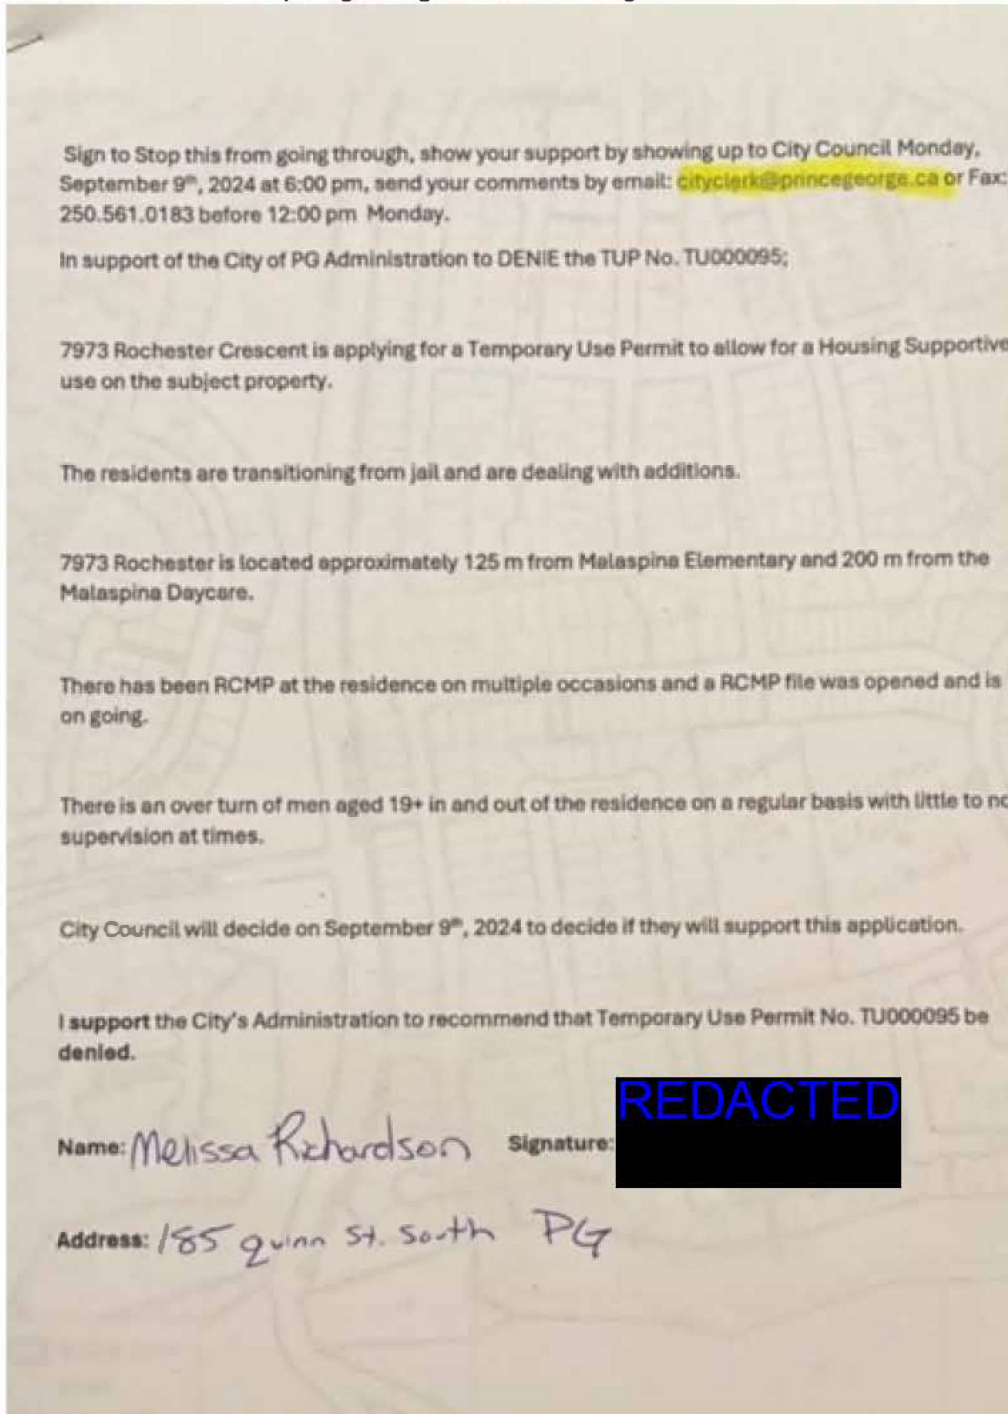 Sign to Stop this from going through, show your support by showing up to City Council Monday,
September 9th, 2024 at 6:00 pm, send your comments by email: cityclerk@princegeorge.ca or Fax:
250.561.0183 before 12:00 pm Monday.
In support of the City of PG Administration to DENIE the TUP No. TU000095;
7973 Rochester Crescent is applying for a Temporary Use Permit to allow for a Housing Supportive
use on the subject property.
The residents are transitioning from jail and are dealing with additions.
7973 Rochester is located approximately 125 m from Malaspina Elementary and 200 m from the
Malaspina Daycare.
There has been RCMP at the residence on multiple occasions and a RCMP file was opened and is
on going.
There is an over turn of men aged 19+ in and out of the residence on a regular basis with little to no
supervision at times.
City Council will decide on September 9th, 2024 to decide if they will support this application.
I support the City's Administration to recommend that Temporary Use Permit No. TU000095 be
denied.
Name: Melissa Richardson Signature: REDACTED
Address: 185 Quinn St. South PG